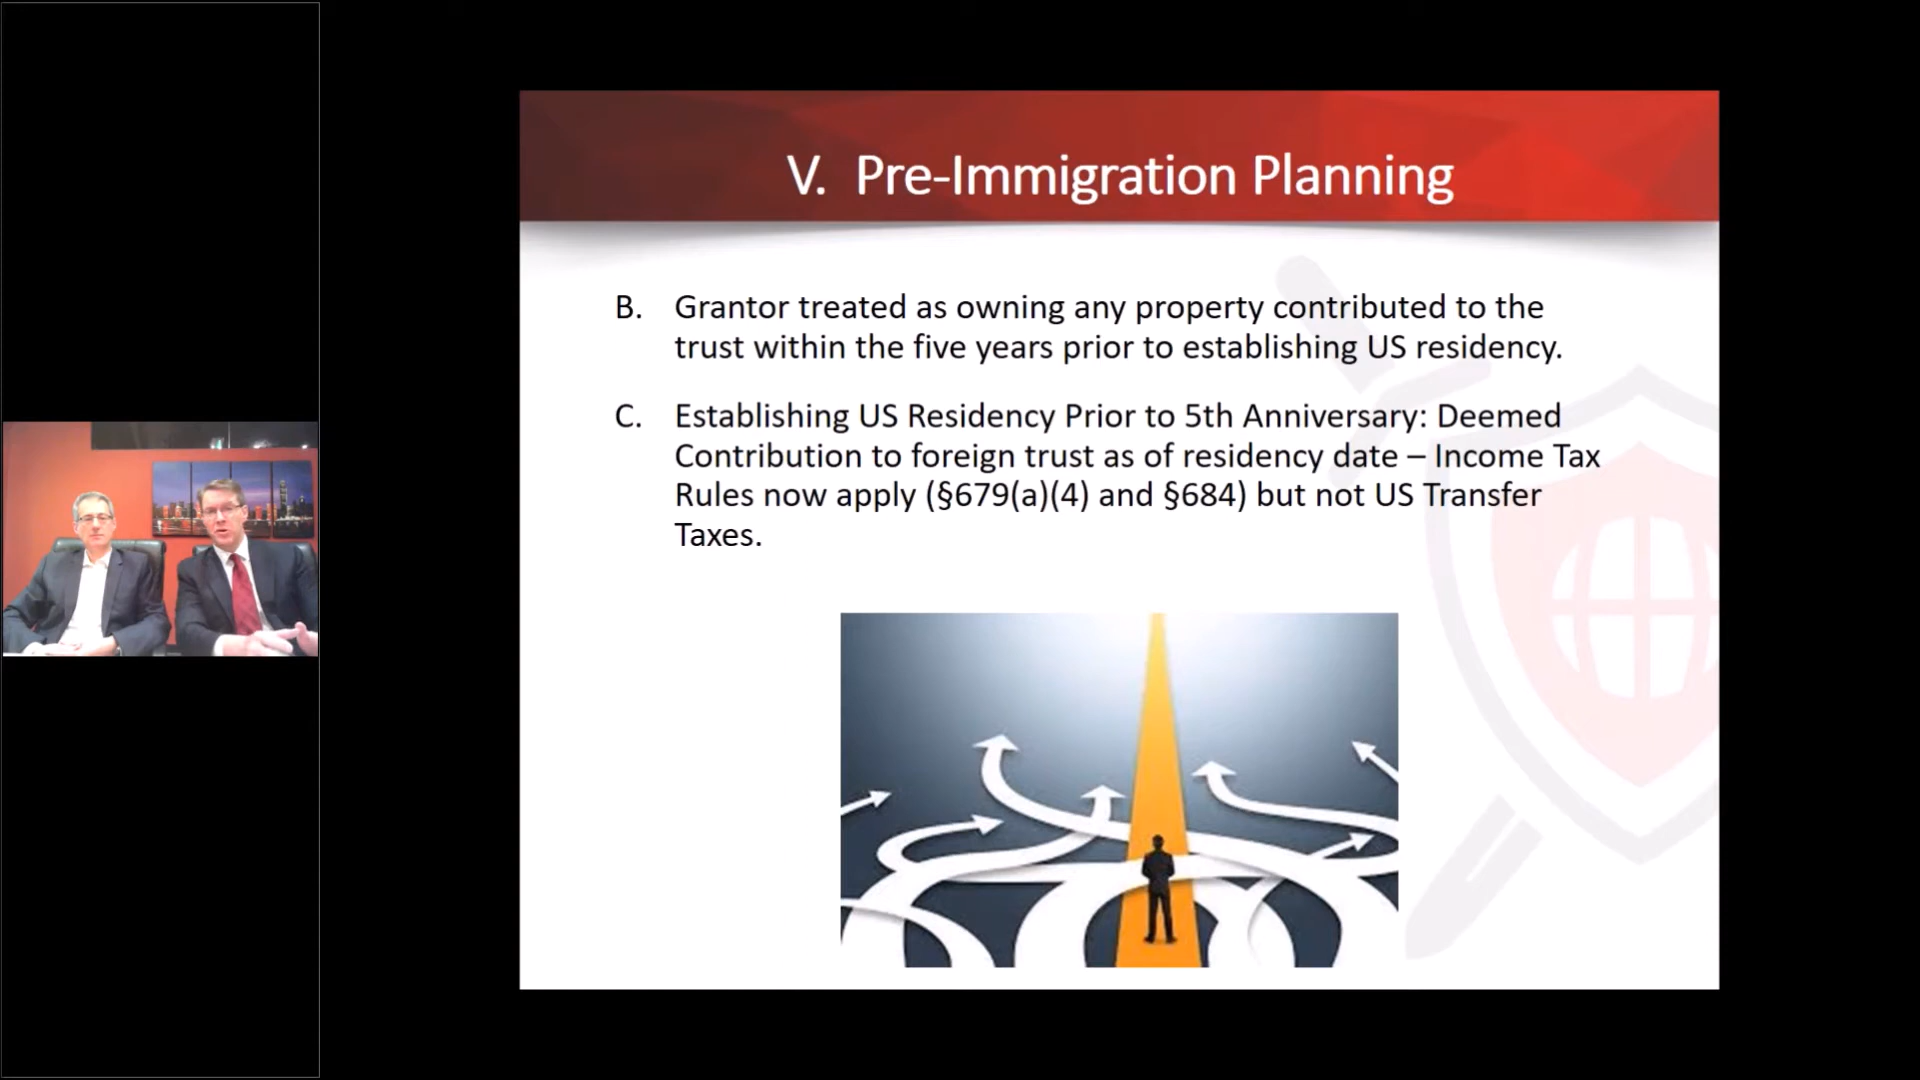 V. Pre-Immigration Planning
B. Grantor treated as owning any property contributed to the
trust within the five years prior to establishing US residency.
C. Establishing US Residency Prior to 5th Anniversary: Deemed
Contribution to foreign trust as of residency date – Income Tax
Rules now apply (§679(a)(4) and §684) but not US Transfer
Taxes.